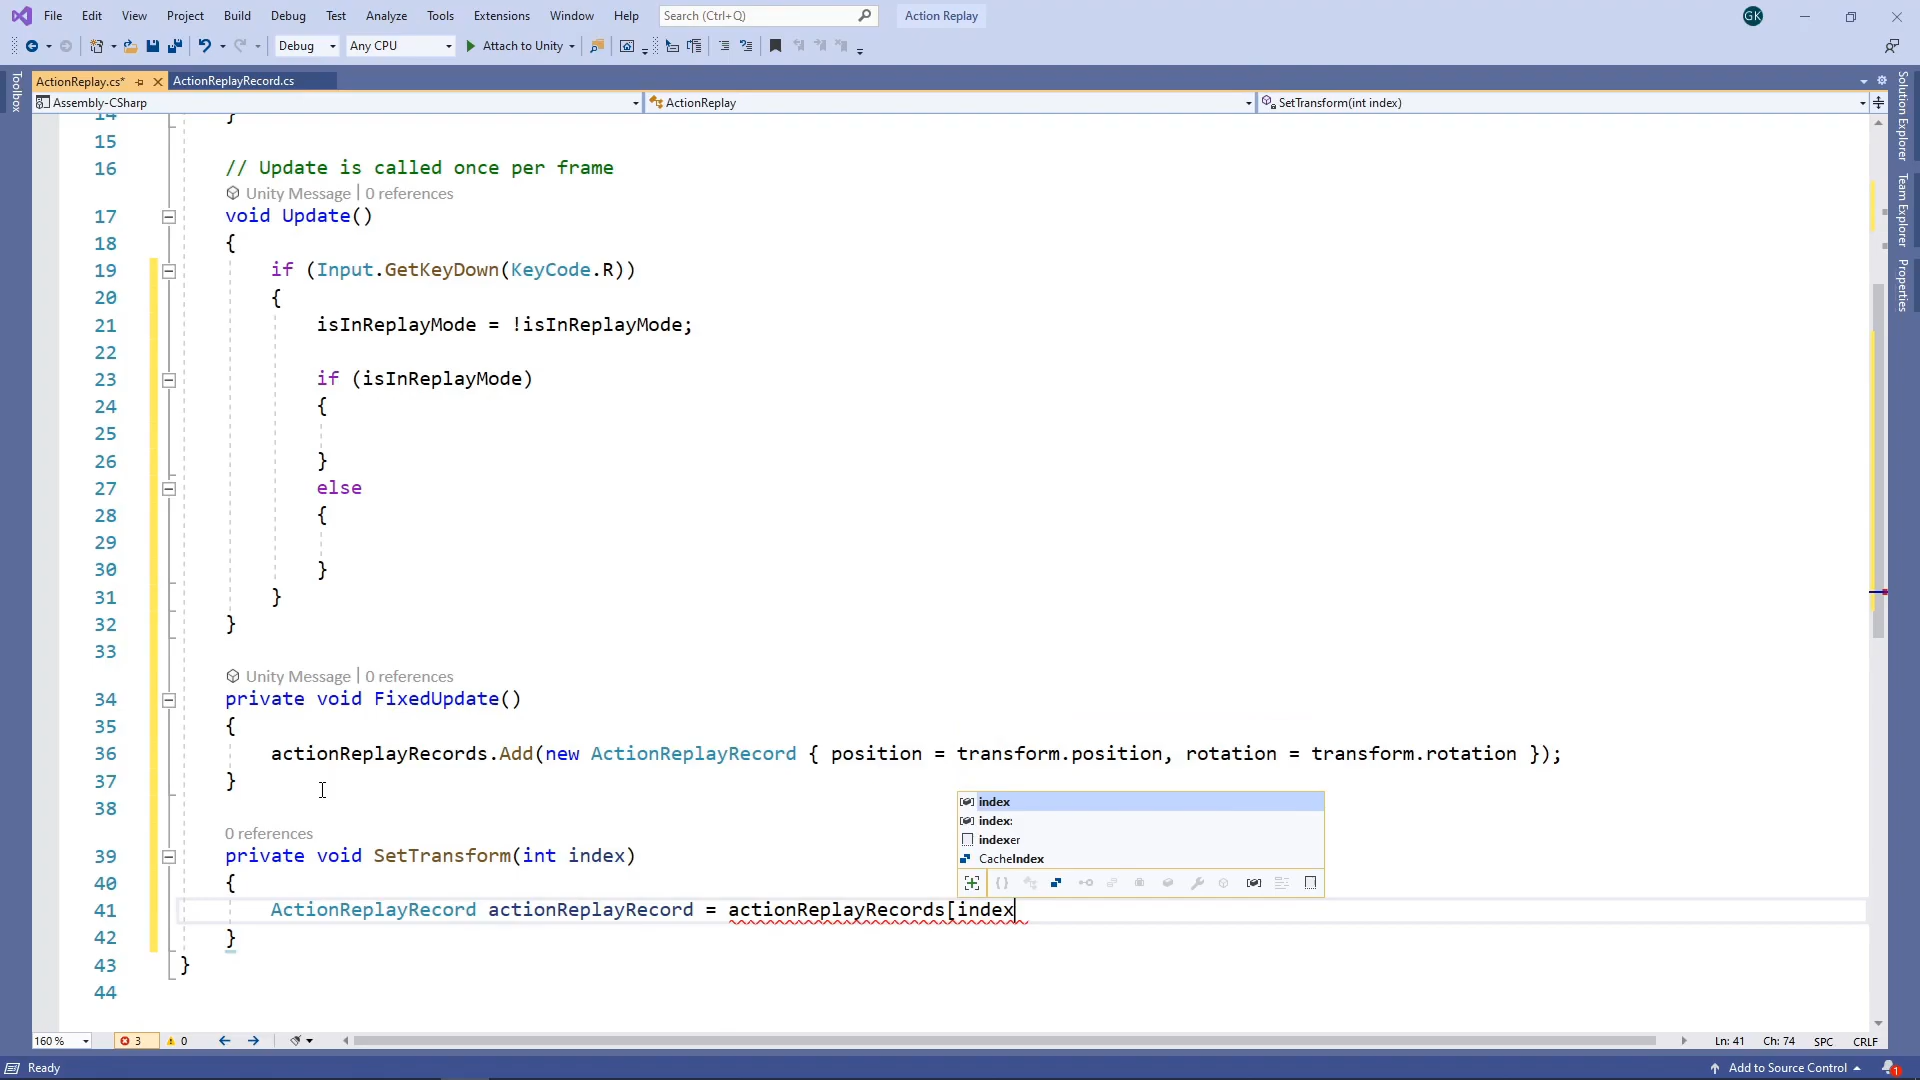 File Edit View Project Build Debug Test Analyze Tools Extensions Window Help Search (Ctrl+Q) Action Replay GK
Debug Any CPU Attach to Unity
ActionReplay.cs* ActionReplayRecord.cs
Assembly-CSharp ActionReplay SetTransform(int index)
Toolbox
Solution Explorer
Team Explorer
Properties
14 }
15
16 // Update is called once per frame
Unity Message | 0 references
17 void Update()
18 {
19 if (Input.GetKeyDown(KeyCode.R))
20 {
21 isInReplayMode = !isInReplayMode;
22
23 if (isInReplayMode)
24 {
25
26 }
27 else
28 {
29
30 }
31 }
32 }
33
Unity Message | 0 references
34 private void FixedUpdate()
35 {
36 actionReplayRecords.Add(new ActionReplayRecord { position = transform.position, rotation = transform.rotation });
37 }
38
0 references
39 private void SetTransform(int index)
40 {
41 ActionReplayRecord actionReplayRecord = actionReplayRecords[index
42 }
43 }
44
index
index:
indexer
CacheIndex
160 % 3 0 Ln: 41 Ch: 74 SPC CRLF
Ready Add to Source Control 1